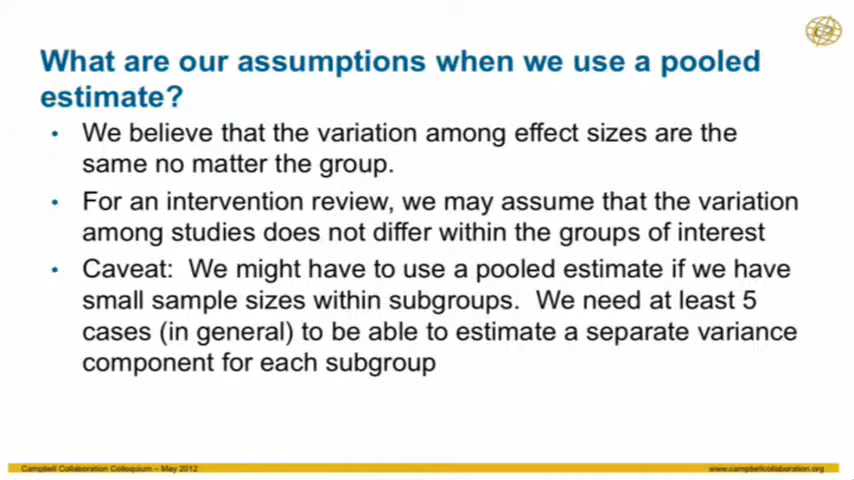 What are our assumptions when we use a pooled
estimate?
• We believe that the variation among effect sizes are the
same no matter the group.
• For an intervention review, we may assume that the variation
among studies does not differ within the groups of interest
• Caveat: We might have to use a pooled estimate if we have
small sample sizes within subgroups. We need at least 5
cases (in general) to be able to estimate a separate variance
component for each subgroup
Campbell Collaboration Colloquium – May 2012
www.campbellcollaboration.org